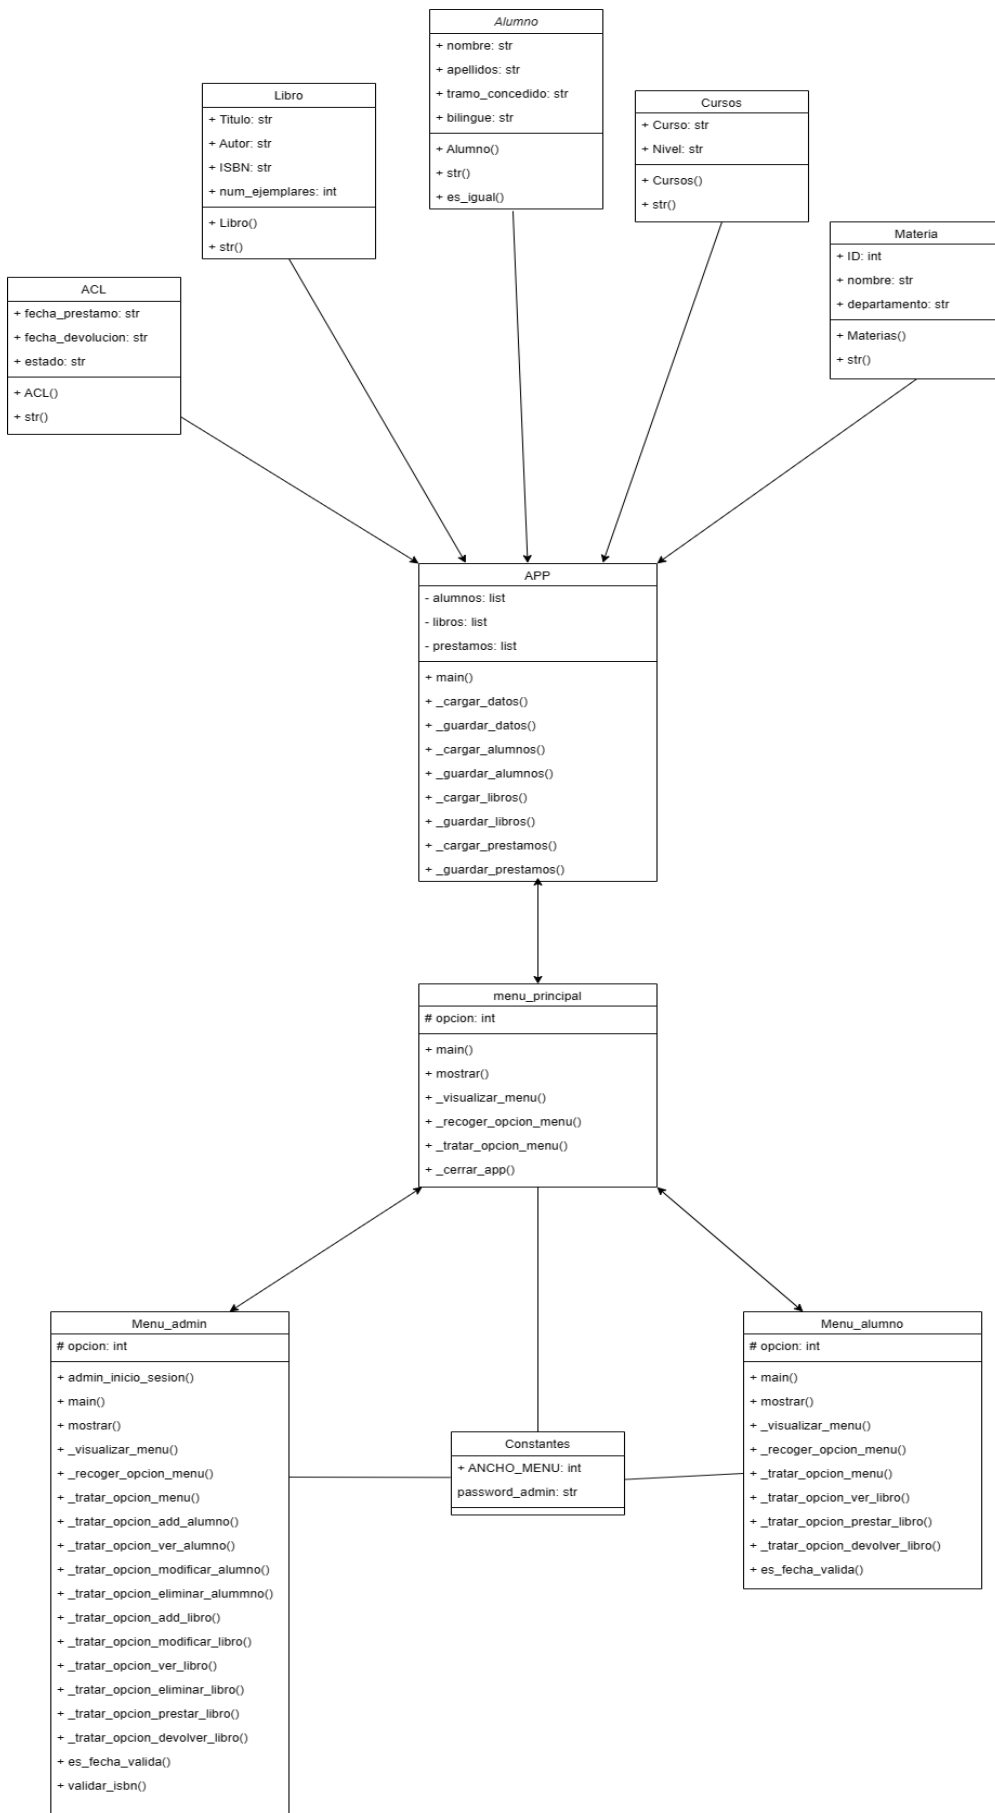 Alumno
+ nombre: str
+ apellidos: str
+ tramo_concedido: str
+ bilingue: str
+ Alumno()
+ str()
+ es_igual()
Libro
+ Titulo: str
+ Autor: str
+ ISBN: str
+ num_ejemplares: int
+ Libro()
+ str()
Cursos
+ Curso: str
+ Nivel: str
+ Cursos()
+ str()
Materia
+ ID: int
+ nombre: str
+ departamento: str
+ Materias()
+ str()
ACL
+ fecha_prestamo: str
+ fecha_devolucion: str
+ estado: str
+ ACL()
+ str()
APP
- alumnos: list
- libros: list
- prestamos: list
+ main()
+ _cargar_datos()
+ _guardar_datos()
+ _cargar_alumnos()
+ _guardar_alumnos()
+ _cargar_libros()
+ _guardar_libros()
+ _cargar_prestamos()
+ _guardar_prestamos()
menu_principal
# opcion: int
+ main()
+ mostrar()
+ _visualizar_menu()
+ _recoger_opcion_menu()
+ _tratar_opcion_menu()
+ _cerrar_app()
Menu_admin
# opcion: int
+ admin_inicio_sesion()
+ main()
+ mostrar()
+ _visualizar_menu()
+ _recoger_opcion_menu()
+ _tratar_opcion_menu()
+ _tratar_opcion_add_alumno()
+ _tratar_opcion_ver_alumno()
+ _tratar_opcion_modificar_alumno()
+ _tratar_opcion_eliminar_alummno()
+ _tratar_opcion_add_libro()
+ _tratar_opcion_modificar_libro()
+ _tratar_opcion_ver_libro()
+ _tratar_opcion_eliminar_libro()
+ _tratar_opcion_prestar_libro()
+ _tratar_opcion_devolver_libro()
+ es_fecha_valida()
+ validar_isbn()
Constantes
+ ANCHO_MENU: int
password_admin: str
Menu_alumno
# opcion: int
+ main()
+ mostrar()
+ _visualizar_menu()
+ _recoger_opcion_menu()
+ _tratar_opcion_menu()
+ _tratar_opcion_ver_libro()
+ _tratar_opcion_prestar_libro()
+ _tratar_opcion_devolver_libro()
+ es_fecha_valida()